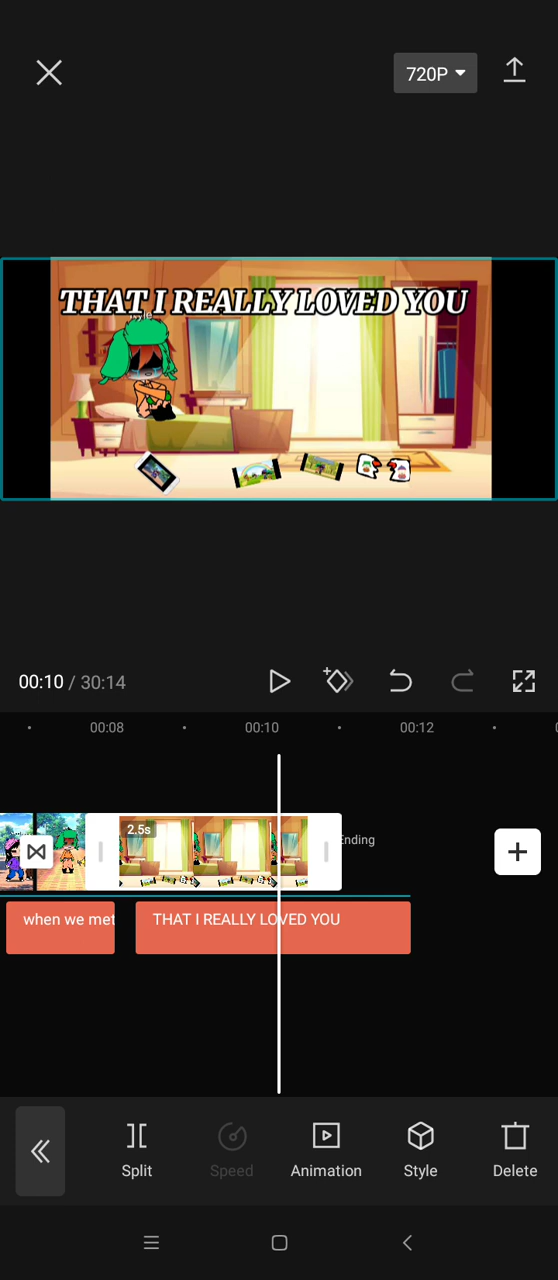 720P
THAT I REALLY LOVED YOU
00:10 / 30:14
00:08
00:10
00:12
2.5s
Ending
when we met
THAT I REALLY LOVED YOU
Split
Speed
Animation
Style
Delete